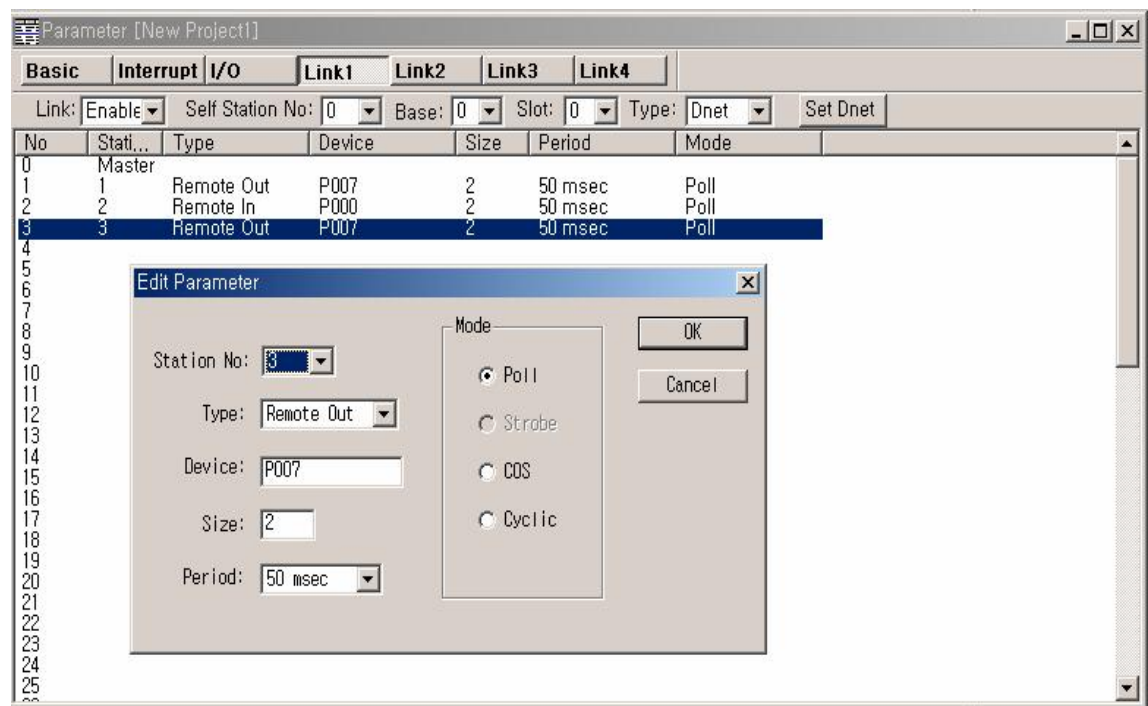 Parameter [New Project1]
Basic Interrupt I/O Link1 Link2 Link3 Link4
Link: Enable Self Station No: 0 Base: 0 Slot: 0 Type: Dnet Set Dnet
No Stati... Type Device Size Period Mode
0 Master
1 1 Remote Out P007 2 50 msec Poll
2 2 Remote In P000 2 50 msec Poll
3 3 Remote Out P007 2 50 msec Poll
4
5
6
7
8
9
10
11
12
13
14
15
16
17
18
19
20
21
22
23
24
25
Edit Parameter
Station No: 3
Type: Remote Out
Device: P007
Size: 2
Period: 50 msec
Mode
Poll
Strobe
COS
Cyclic
OK
Cancel